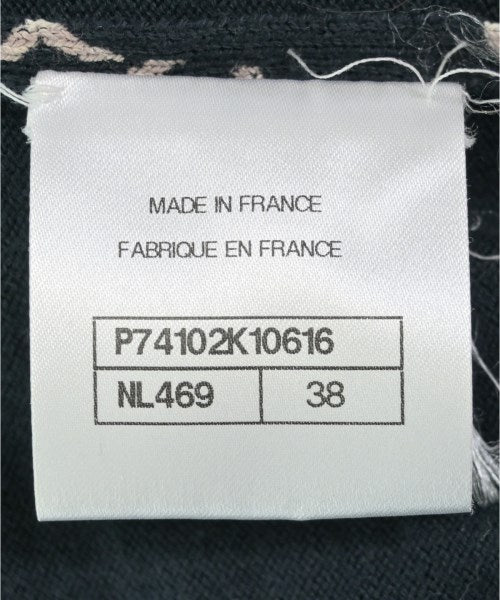 MADE IN FRANCE
FABRIQUE EN FRANCE
P74102K10616
NL469 38